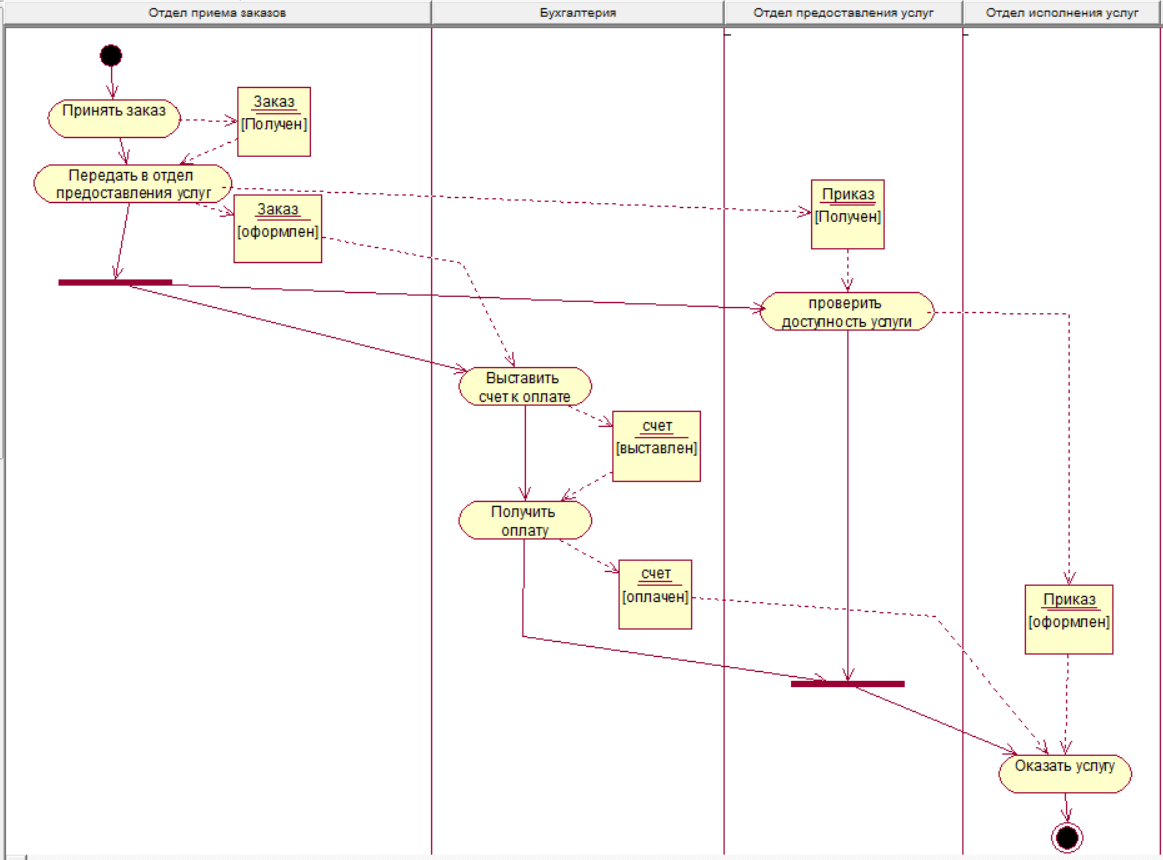 Отдел приема заказов
Бухгалтерия
Отдел предоставления услуг
Отдел исполнения услуг
Принять заказ
Заказ
[Получен]
Передать в отдел
предоставления услуг
Заказ
[оформлен]
Приказ
[Получен]
проверить
доступность услуги
Выставить
счет к оплате
счет
[выставлен]
Получить
оплату
счет
[оплачен]
Приказ
[оформлен]
Оказать услугу